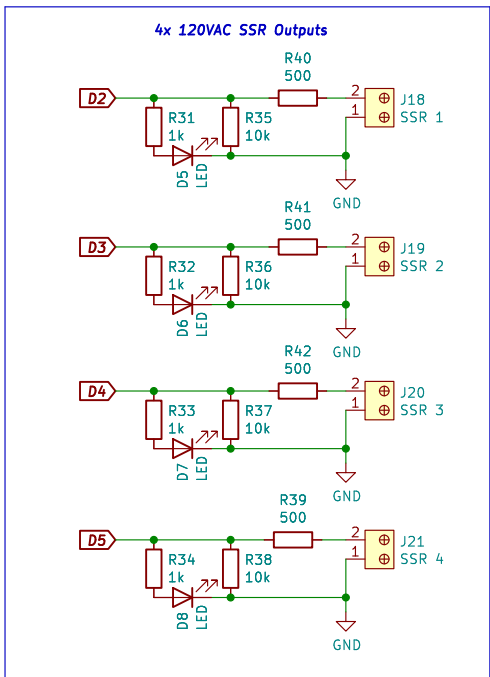 4x 120VAC SSR Outputs
R40
500
D2
R31
1k
R35
10k
D5
LED
2
1
J18
SSR 1
GND
R41
500
D3
R32
1k
R36
10k
D6
LED
2
1
J19
SSR 2
GND
R42
500
D4
R33
1k
R37
10k
D7
LED
2
1
J20
SSR 3
GND
R39
500
D5
R34
1k
R38
10k
D8
LED
2
1
J21
SSR 4
GND